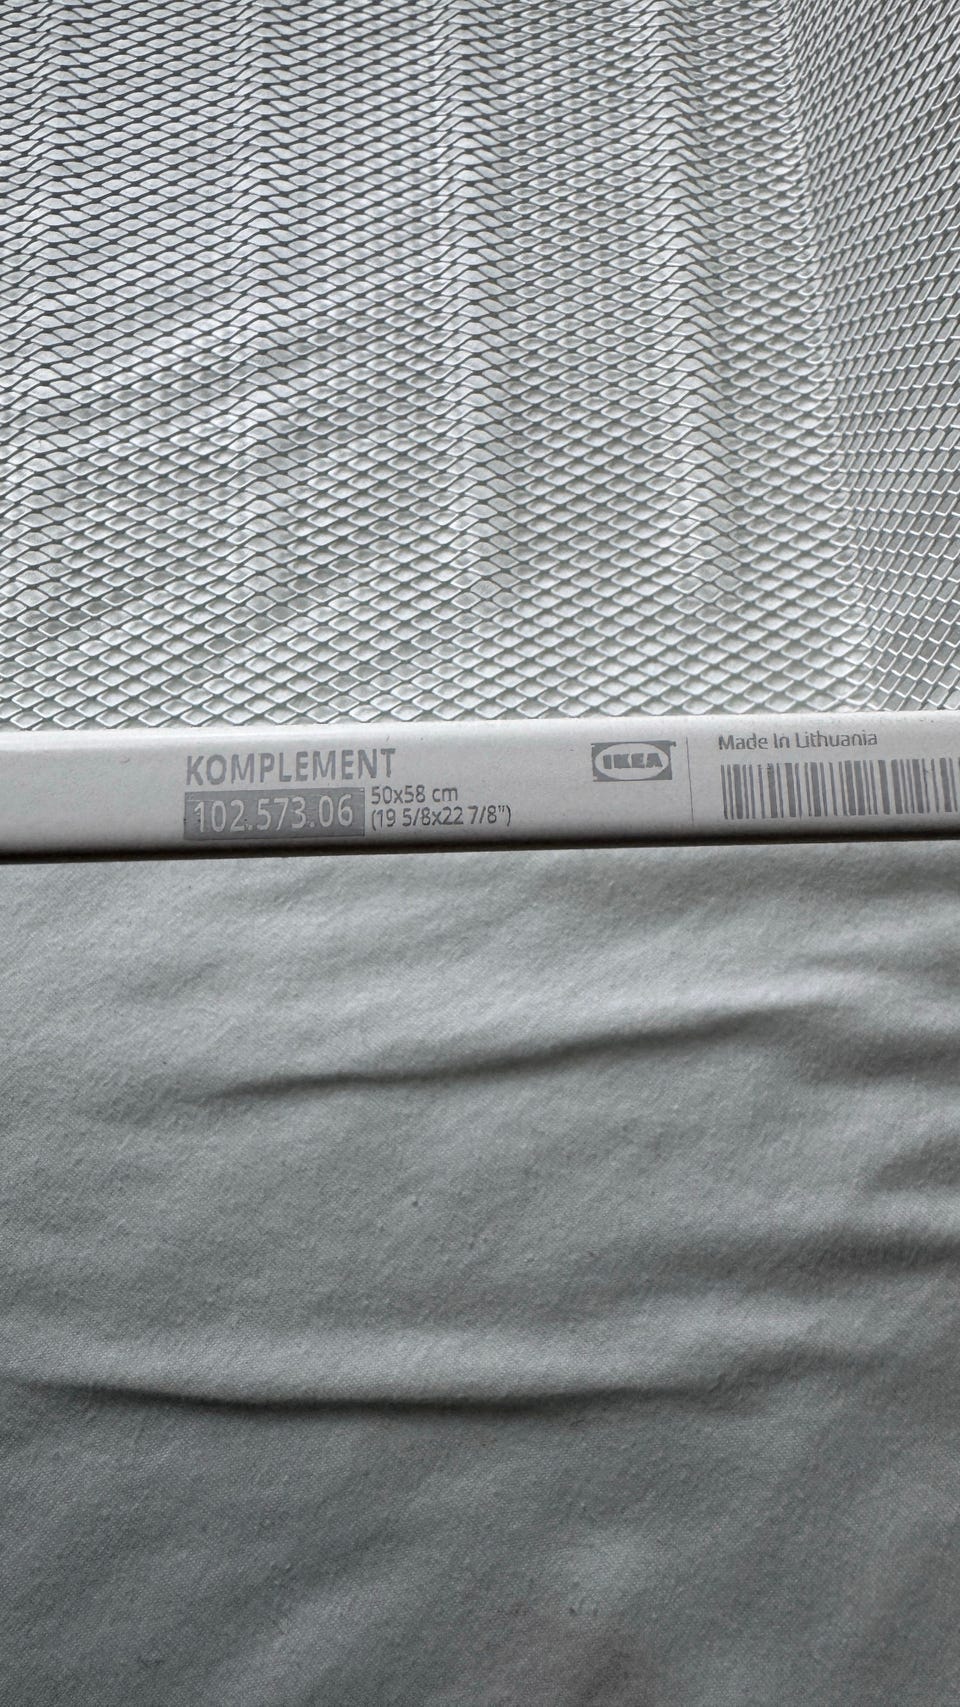 KOMPLEMENT
102.573.06
50x58 cm
(19 5/8x22 7/8")
IKEA
Made In Lithuania